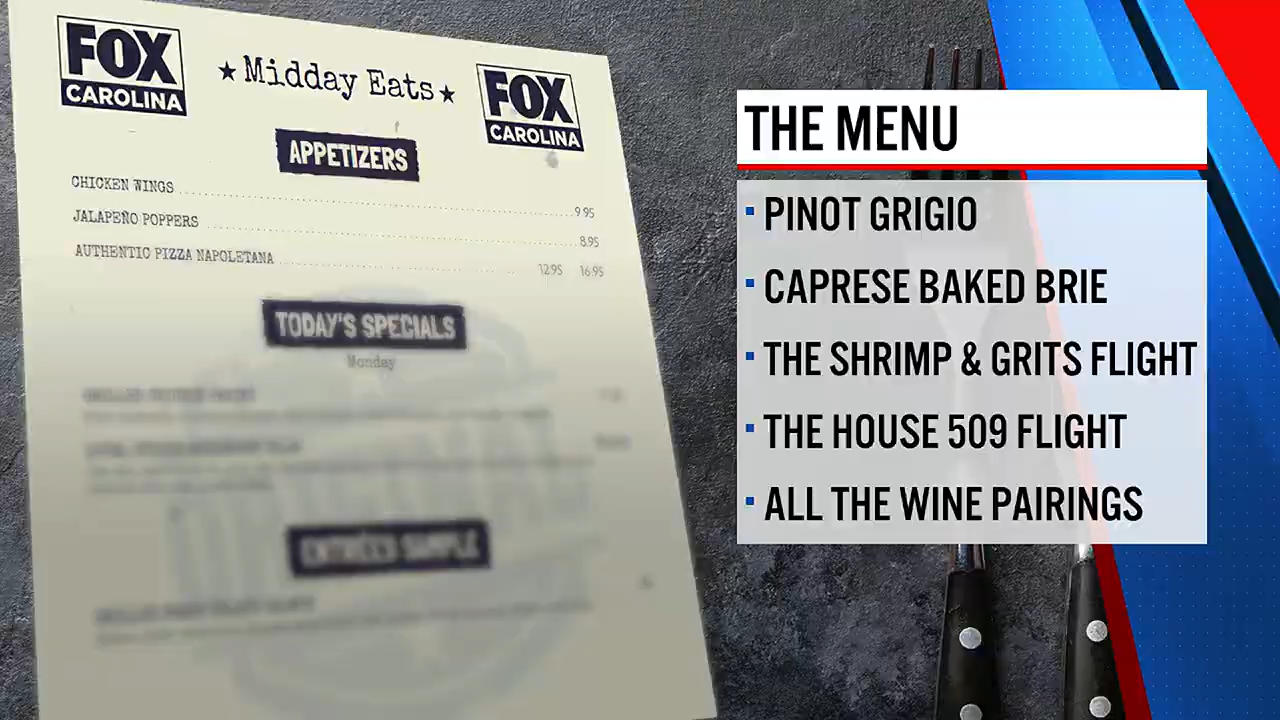 FOX
CAROLINA
★ Midday Eats ★
FOX
CAROLINA
APPETIZERS
CHICKEN WINGS 9.95
JALAPEÑO POPPERS 8.95
AUTHENTIC PIZZA NAPOLETANA 12.95 16.95
TODAY'S SPECIALS
Monday
ENTRÉES SAMPLE
THE MENU
▪ PINOT GRIGIO
▪ CAPRESE BAKED BRIE
▪ THE SHRIMP & GRITS FLIGHT
▪ THE HOUSE 509 FLIGHT
▪ ALL THE WINE PAIRINGS